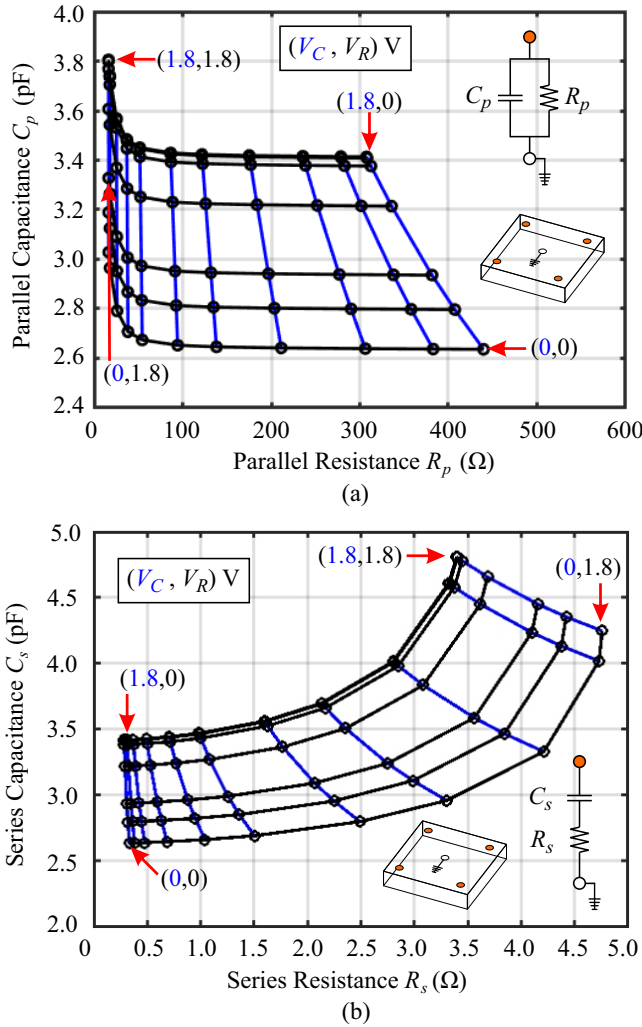 4.0
3.8
3.6
3.4
3.2
3.0
2.8
2.6
2.4
Parallel Capacitance Cp (pF)
(1.8,1.8)
(VC , VR) V
(1.8,0)
Cp
Rp
(0,1.8)
(0,0)
0 100 200 300 400 500 600
Parallel Resistance Rp (Ω)
(a)
5.0
4.5
4.0
3.5
3.0
2.5
2.0
Series Capacitance Cs (pF)
(VC , VR) V
(1.8,1.8)
(0,1.8)
(1.8,0)
Cs
Rs
(0,0)
0 0.5 1.0 1.5 2.0 2.5 3.0 3.5 4.0 4.5 5.0
Series Resistance Rs (Ω)
(b)